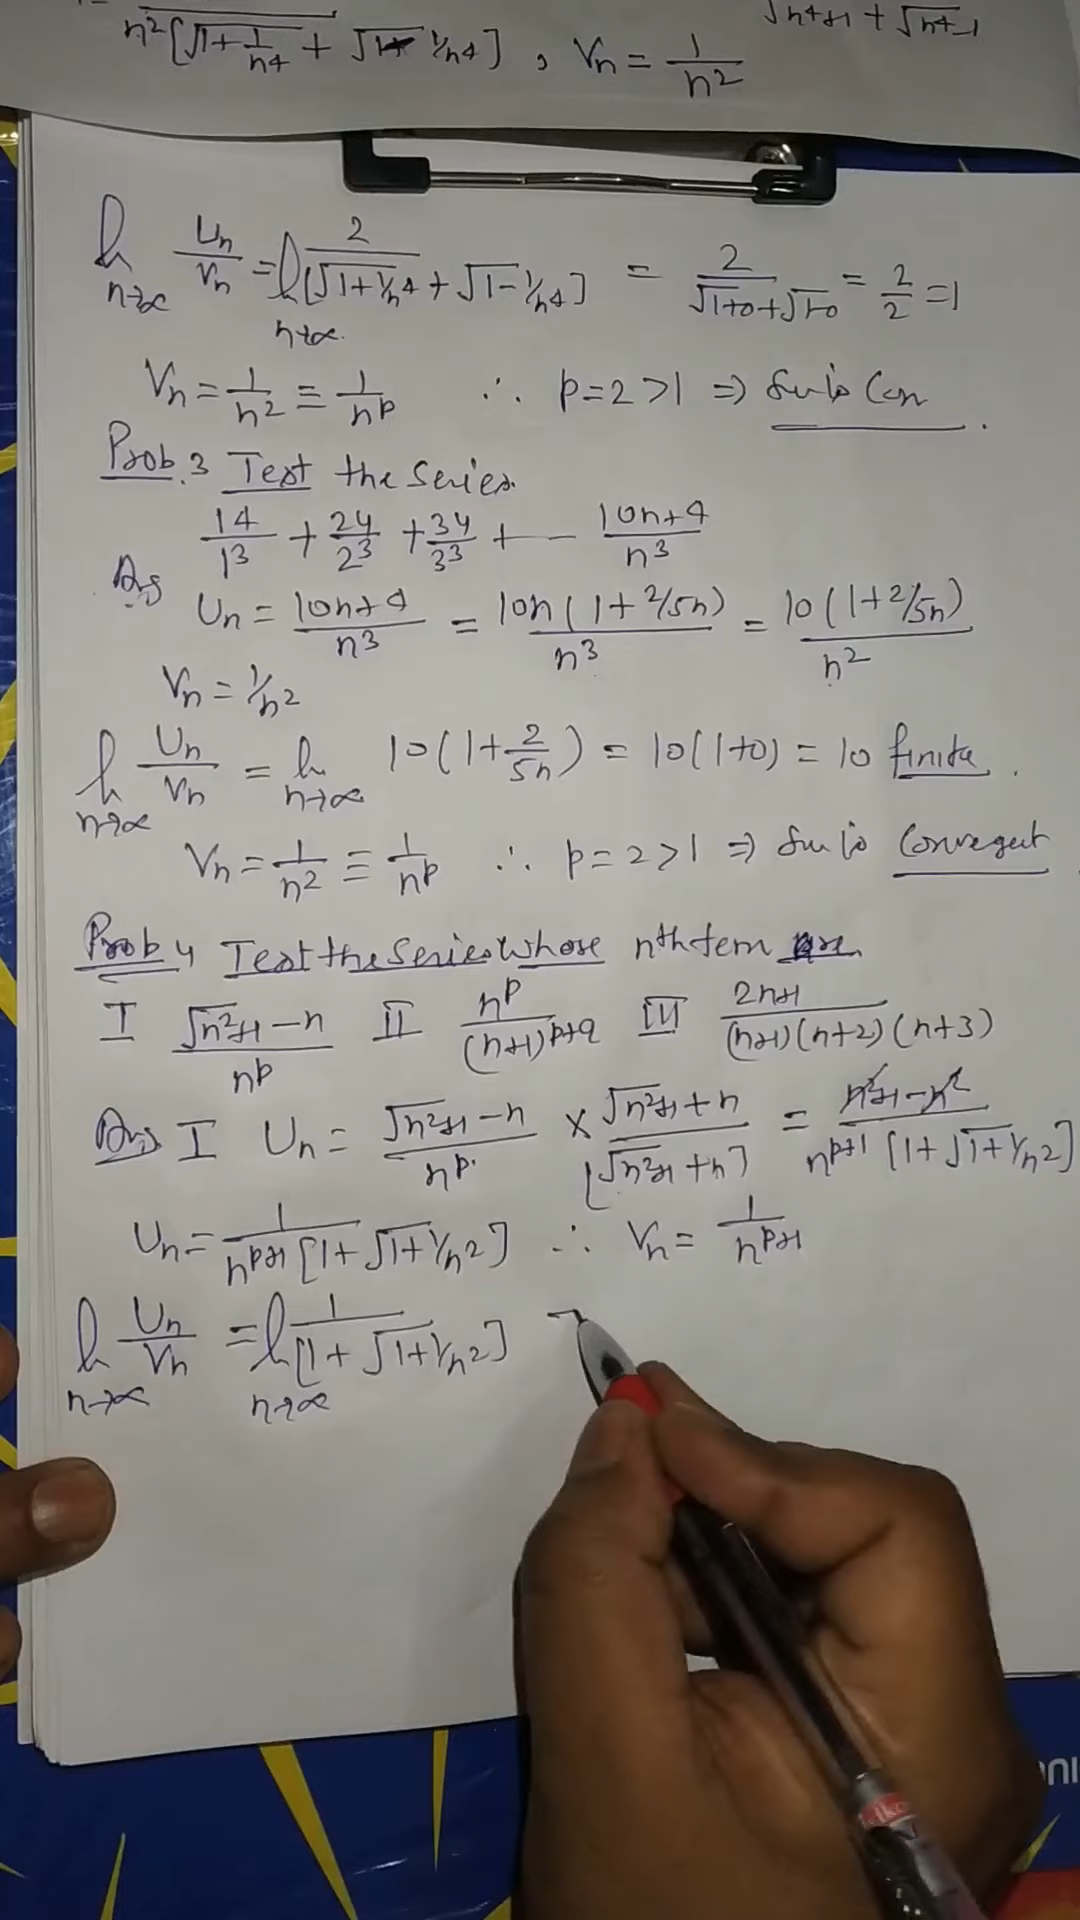 √n⁴+1 + √n⁴-1
n²[√1+1/n⁴ + √1+ 1/n⁴] , Vn = 1/n²
lt n→∞ Un/Vn = lt n→∞ 2/[√1+1/n⁴ + √1-1/n⁴] = 2/√1+0+√1-0 = 2/2 = 1
Vn = 1/n² ≡ 1/n^p ∴ p=2>1 ⇒ Con.
Prob.3 Test the Series
14/1³ + 24/2³ + 34/3³ + -- 10n+4/n³
Ans Un = 10n+4/n³ = 10n(1+2/5n)/n³ = 10(1+2/5n)/n²
Vn = 1/n²
lt n→∞ Un/Vn = lt n→∞ 10(1+2/5n) = 10(1+0) = 10 finite.
Vn = 1/n² ≡ 1/n^p ∴ p=2>1 ⇒ Convegent.
Prob 4 Test the Series whose nth term are
I √n²+1 -n/n^p II n^p/(n+1)^p+q III 2n+1/(n+1)(n+2)(n+3)
Ans I Un = √n²+1 -n/n^p. × √n²+1 +n/[√n²+1 +n] = n²+1-n²/n^p+1 [1+√1+1/n²]
Un = 1/n^p+1 [1+√1+1/n²] ∴ Vn = 1/n^p+1
lt n→∞ Un/Vn = lt n→∞ 1/[1+√1+1/n²]